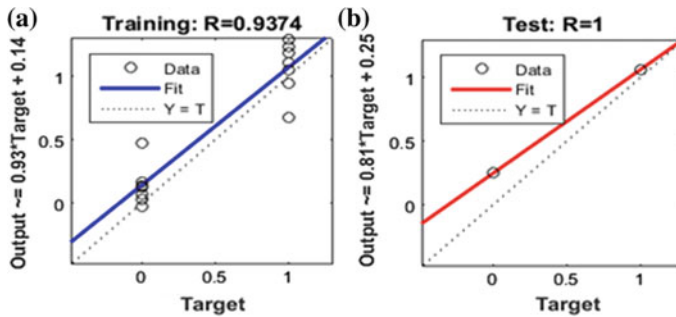 (a)
Training: R=0.9374
Output ~= 0.93*Target + 0.14
1
0.5
0
Data
Fit
Y = T
0
0.5
1
Target
(b)
Test: R=1
Output ~= 0.81*Target + 0.25
1
0.5
0
Data
Fit
Y = T
0
0.5
1
Target